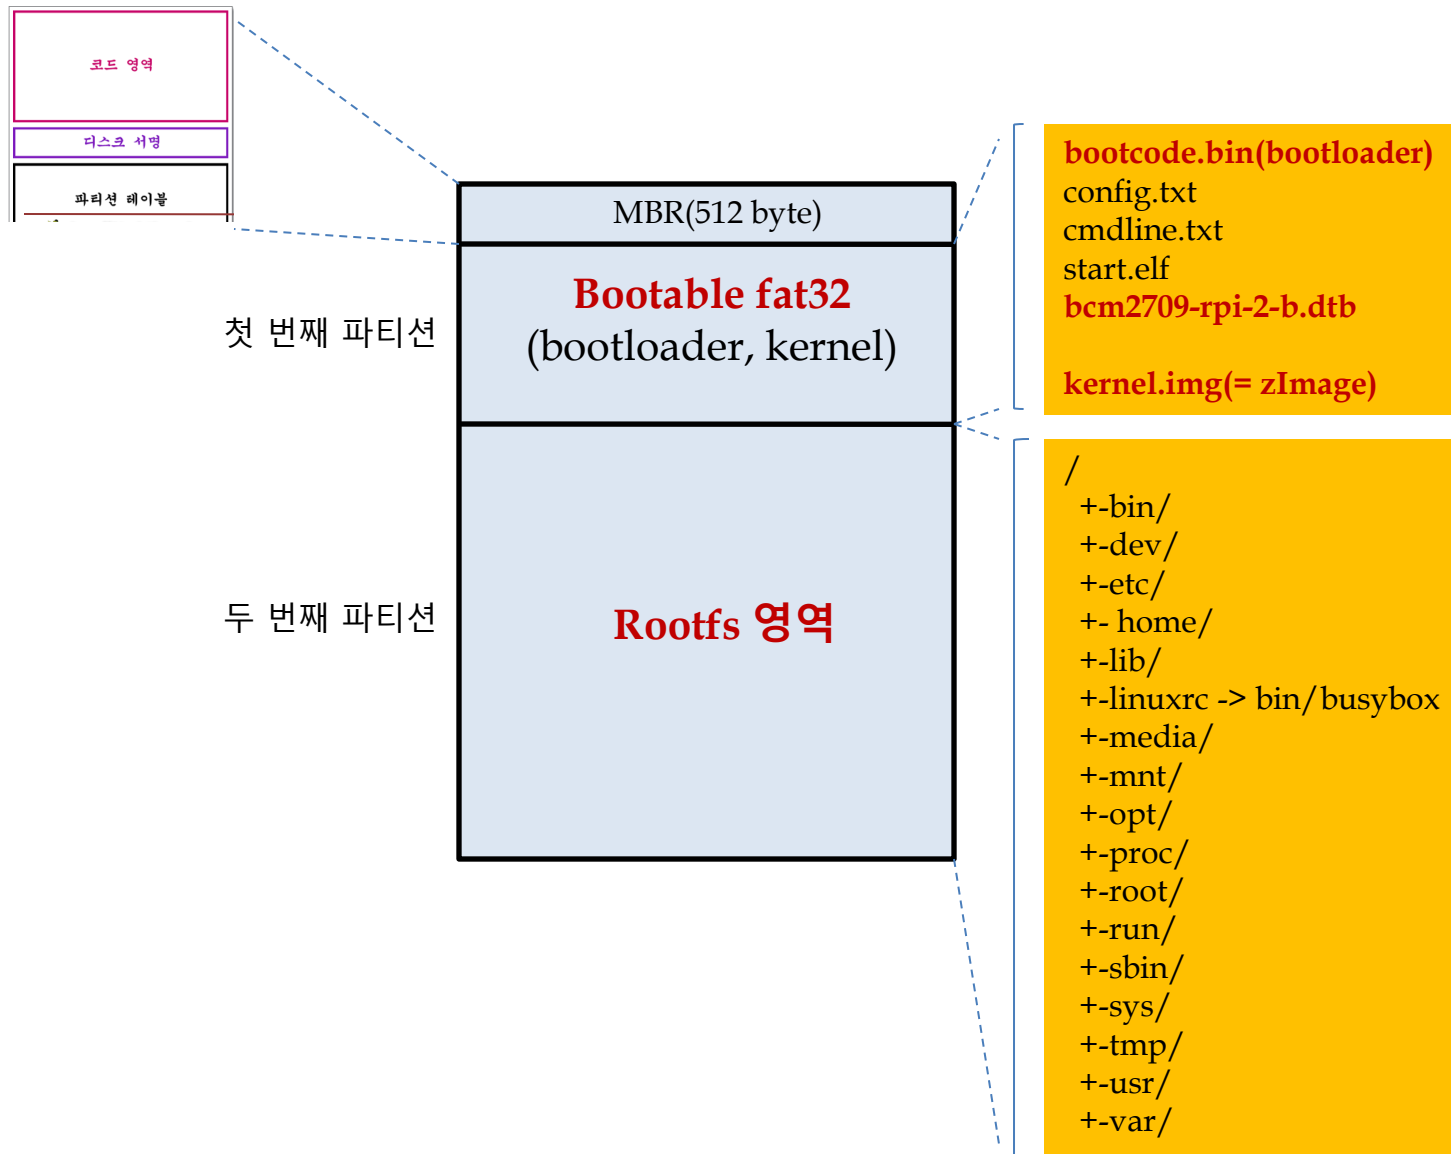 코드 영역
디스크 서명
파티션 테이블
MBR(512 byte)
첫 번째 파티션
Bootable fat32
(bootloader, kernel)
두 번째 파티션
Rootfs 영역
bootcode.bin(bootloader)
config.txt
cmdline.txt
start.elf
bcm2709-rpi-2-b.dtb
kernel.img(= zImage)
/
+-bin/
+-dev/
+-etc/
+- home/
+-lib/
+-linuxrc -> bin/busybox
+-media/
+-mnt/
+-opt/
+-proc/
+-root/
+-run/
+-sbin/
+-sys/
+-tmp/
+-usr/
+-var/